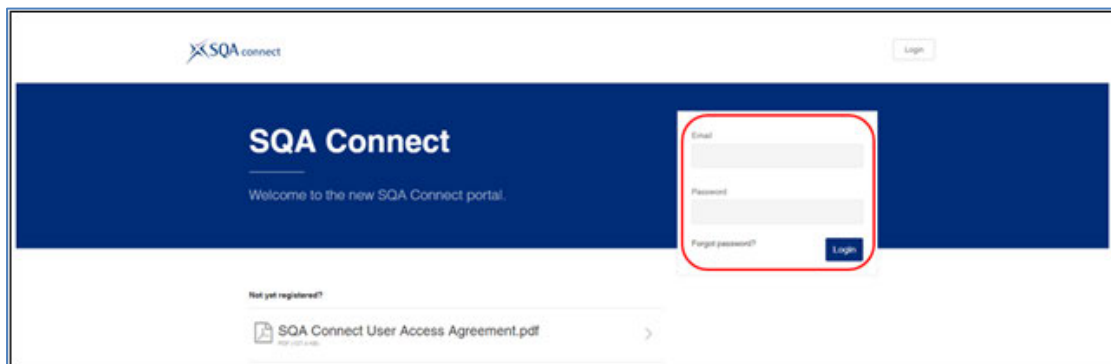 SQA connect
Login
SQA Connect
Welcome to the new SQA Connect portal.
Email
Password
Forgot password?
Login
Not yet registered?
SQA Connect User Access Agreement.pdf